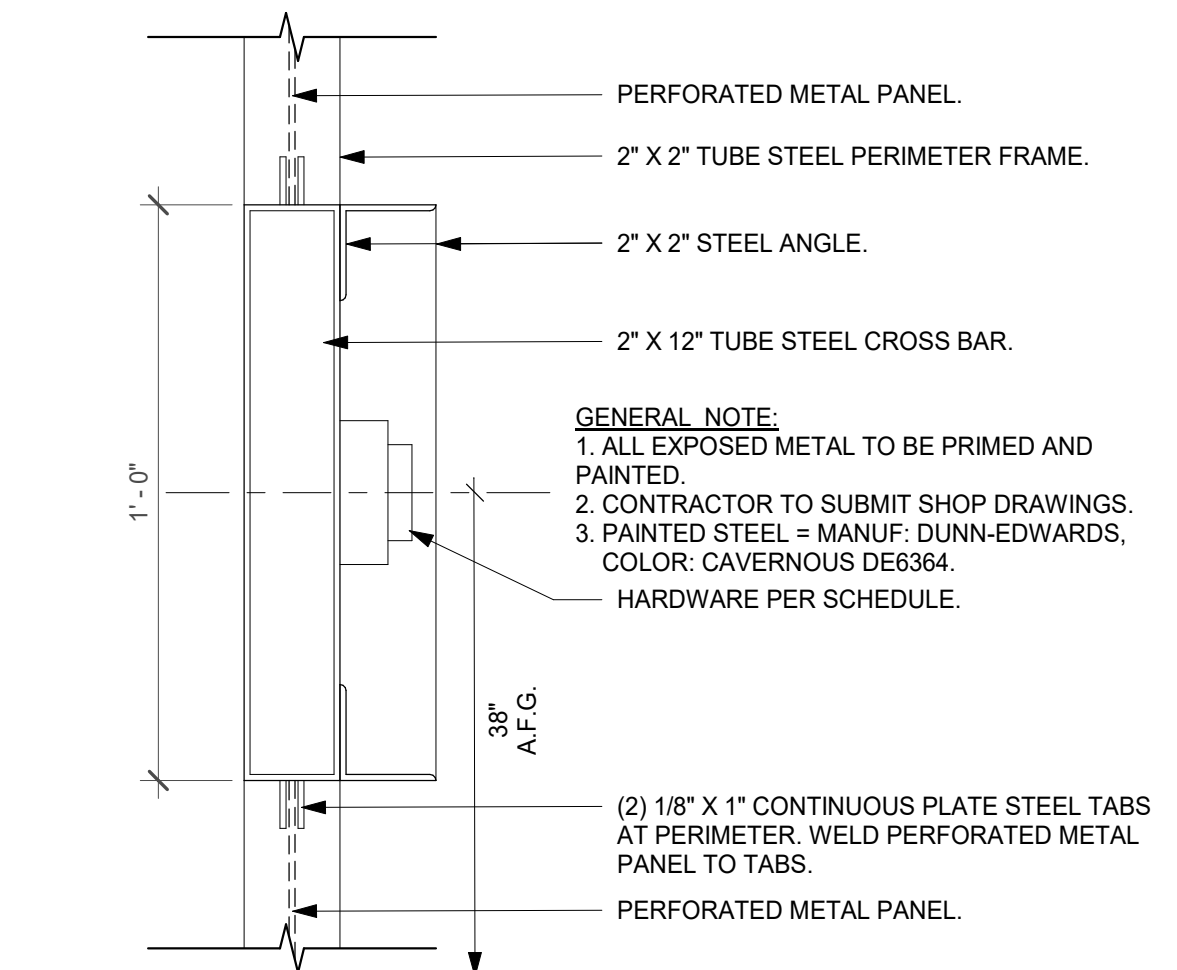 PERFORATED METAL PANEL.
2" X 2" TUBE STEEL PERIMETER FRAME.
2" X 2" STEEL ANGLE.
2" X 12" TUBE STEEL CROSS BAR.
GENERAL NOTE:
1. ALL EXPOSED METAL TO BE PRIMED AND
PAINTED.
2. CONTRACTOR TO SUBMIT SHOP DRAWINGS.
3. PAINTED STEEL = MANUF: DUNN-EDWARDS,
COLOR: CAVERNOUS DE6364.
HARDWARE PER SCHEDULE.
1' - 0"
38"
A.F.G.
(2) 1/8" X 1" CONTINUOUS PLATE STEEL TABS
AT PERIMETER. WELD PERFORATED METAL
PANEL TO TABS.
PERFORATED METAL PANEL.